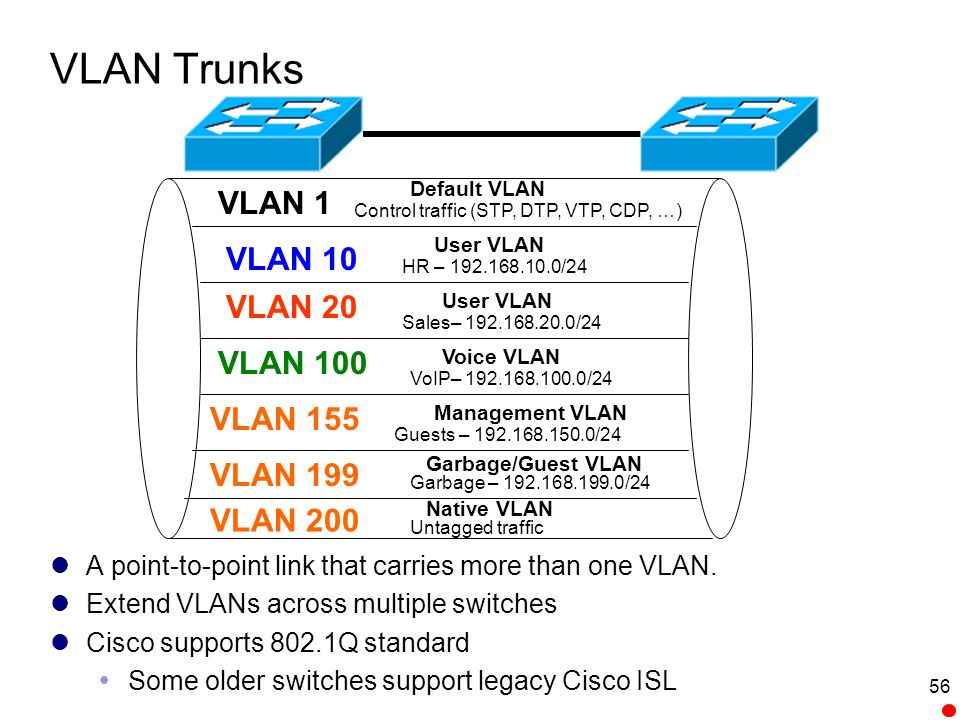 VLAN Trunks
VLAN 1
Default VLAN
Control traffic (STP, DTP, VTP, CDP, …)
VLAN 10
User VLAN
HR – 192.168.10.0/24
VLAN 20
User VLAN
Sales– 192.168.20.0/24
VLAN 100
Voice VLAN
VoIP– 192.168.100.0/24
VLAN 155
Management VLAN
Guests – 192.168.150.0/24
VLAN 199
Garbage/Guest VLAN
Garbage – 192.168.199.0/24
VLAN 200
Native VLAN
Untagged traffic
A point-to-point link that carries more than one VLAN.
Extend VLANs across multiple switches
Cisco supports 802.1Q standard
Some older switches support legacy Cisco ISL
56